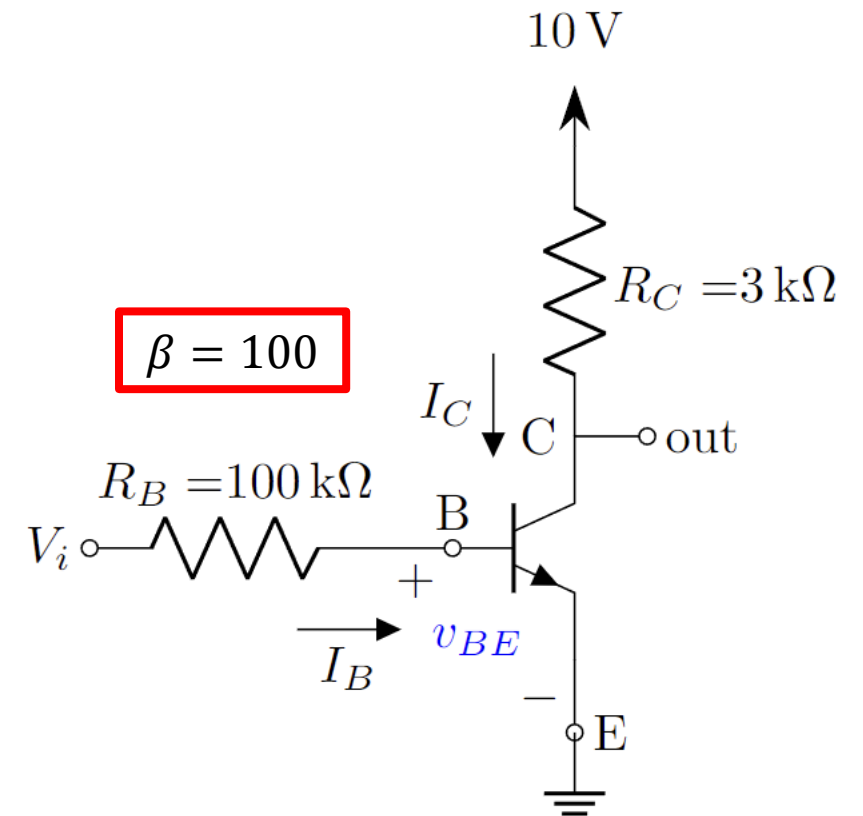 10 V
R_C =3 kΩ
β = 100
I_C
C
out
R_B =100 kΩ
B
V_i
+
v_BE
I_B
−
E